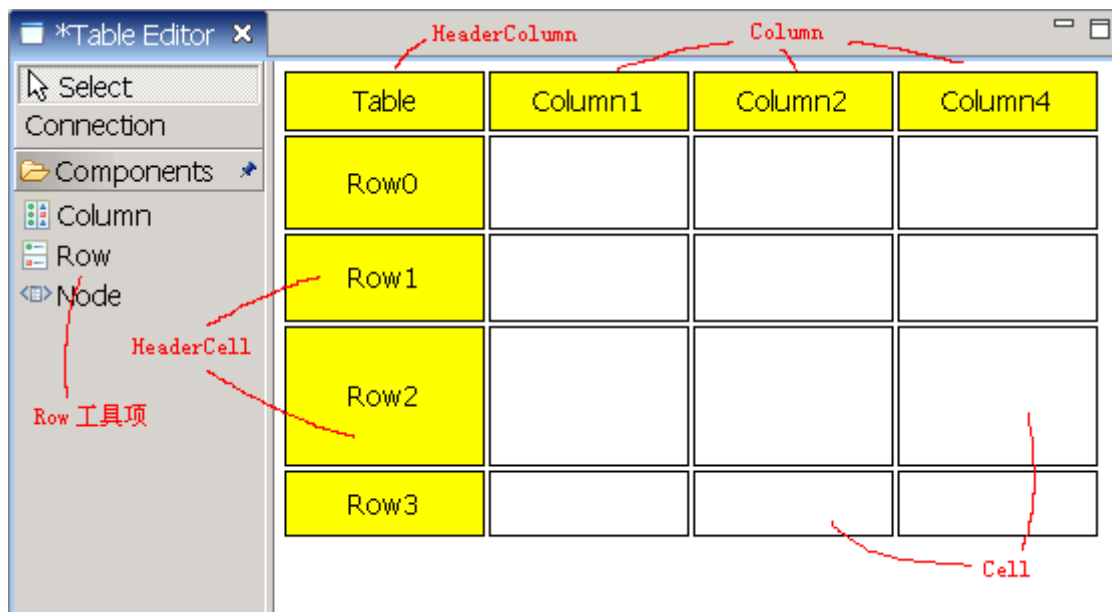 *Table Editor
HeaderColumn
Column
Select
Connection
Components
Column
Row
Node
Table
Column1
Column2
Column4
Row0
Row1
Row2
Row3
HeaderCell
Row 工具项
Cell